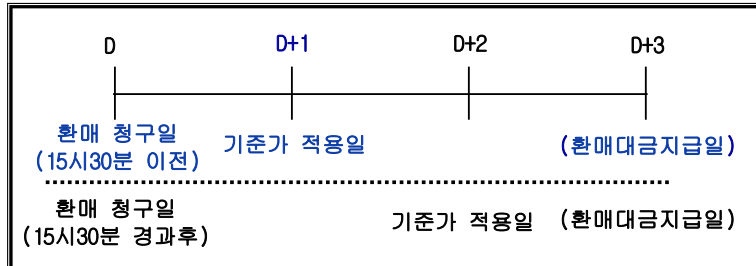 D D+1 D+2 D+3
환매 청구일 기준가 적용일 (환매대금지급일)
(15시30분 이전)
환매 청구일 기준가 적용일 (환매대금지급일)
(15시30분 경과후)